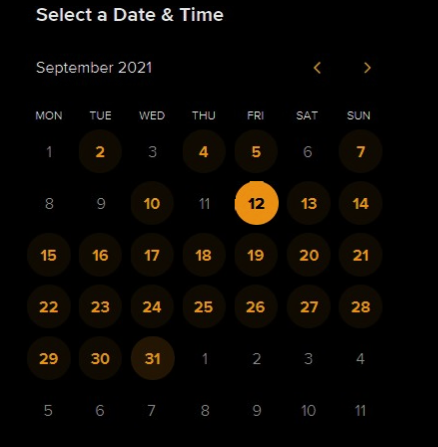 Select a Date & Time
September 2021
MON TUE WED THU FRI SAT SUN
1 2 3 4 5 6 7
8 9 10 11 12 13 14
15 16 17 18 19 20 21
22 23 24 25 26 27 28
29 30 31 1 2 3 4
5 6 7 8 9 10 11